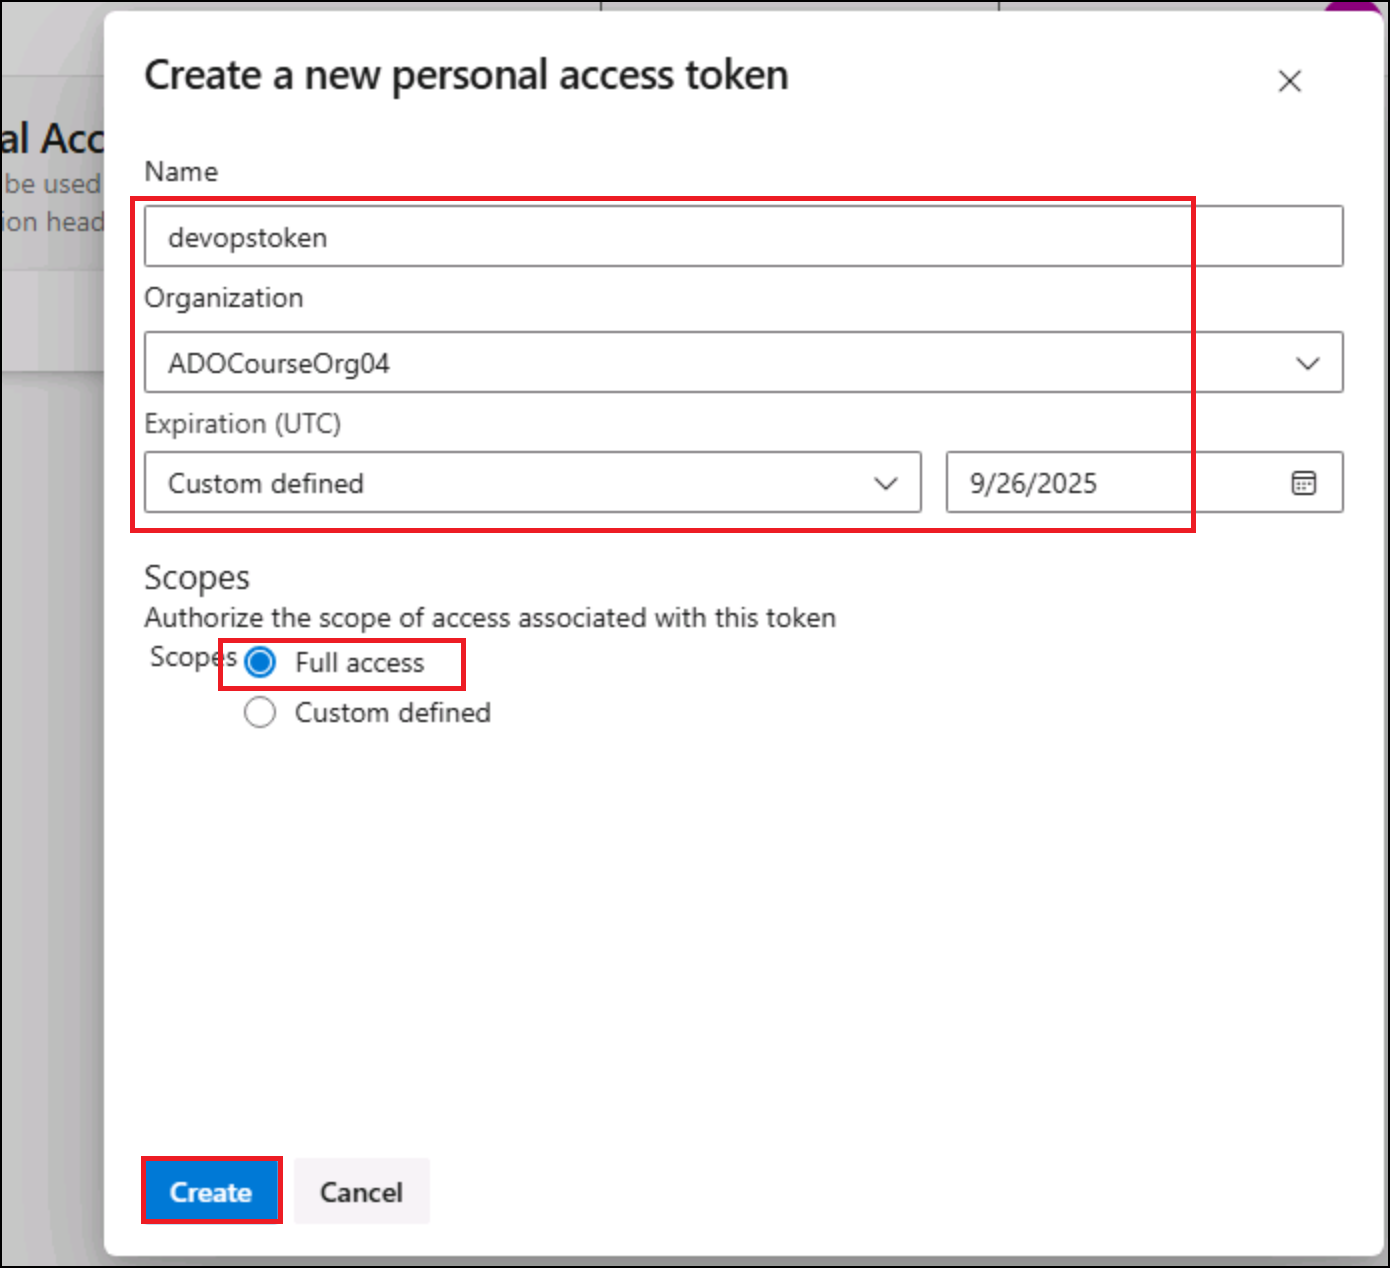 Create a new personal access token
al Acc
be used
ion head
Name
devopstoken
Organization
ADOCourseOrg04
Expiration (UTC)
Custom defined
9/26/2025
Scopes
Authorize the scope of access associated with this token
Scopes
Full access
Custom defined
Create
Cancel